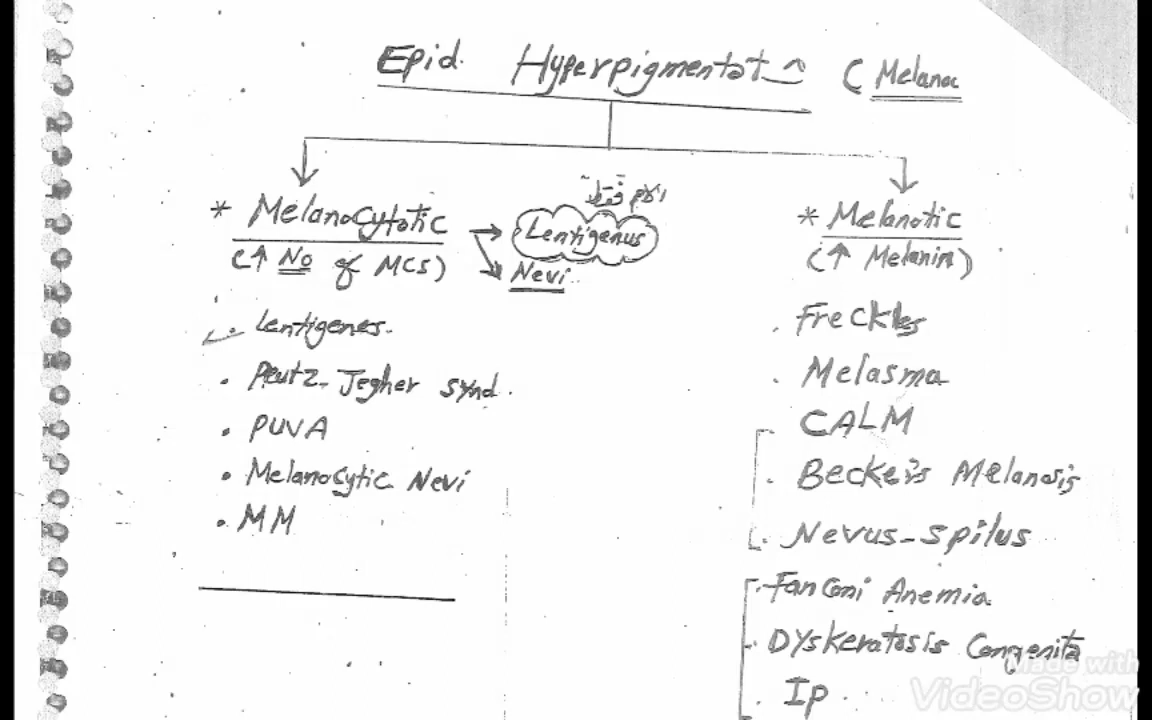 Epid. Hyperpigmentat (Melanoc
* Melanocytotic
(↑ No of MCS)
Lentigenus
Nevi
. Lentigenes.
. Peutz-Jegher synd.
. PUVA
. Melanocytic Nevi
. MM
* Melanotic
(↑ Melanin)
. Freckles
. Melasma
CALM
. Becker's Melanosis
. Nevus-spilus
. Fanconi Anemia
. Dyskeratosis Congenita
. Ip
Made with
VideoShow